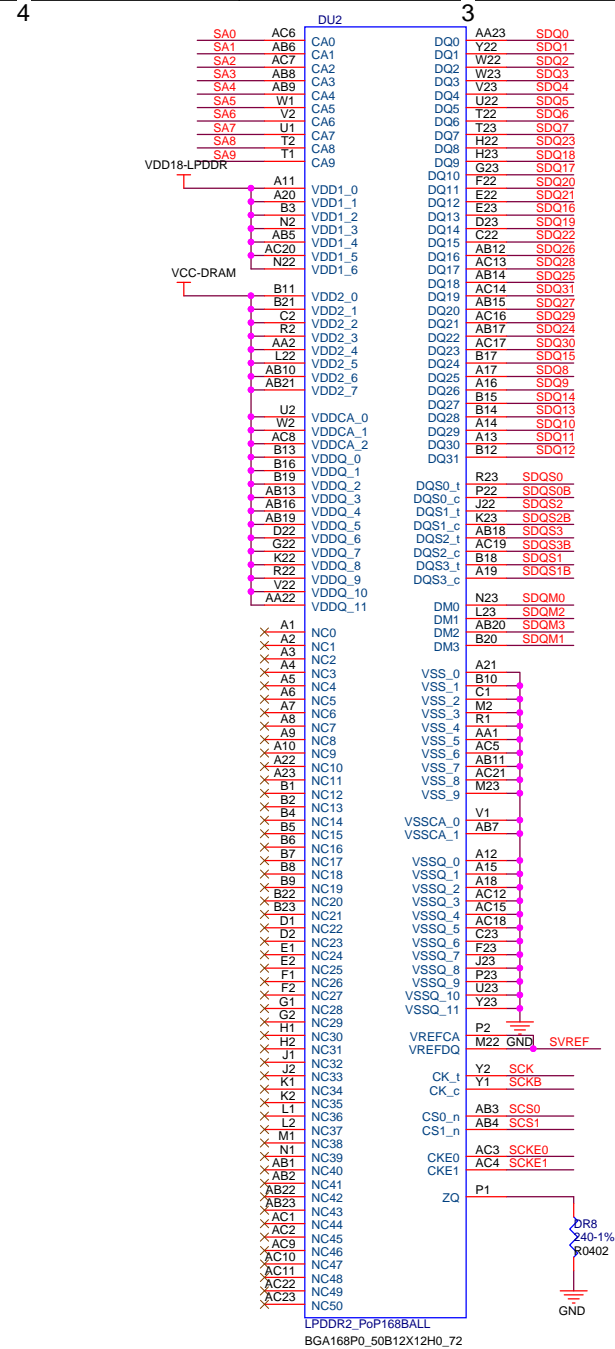 4
3
DU2
SA0 AC6 CA0
SA1 AB6 CA1
SA2 AC7 CA2
SA3 AB8 CA3
SA4 AB9 CA4
SA5 W1 CA5
SA6 V2 CA6
SA7 U1 CA7
SA8 T2 CA8
SA9 T1 CA9
VDD18-LPDDR
A11 VDD1_0
A20 VDD1_1
B3 VDD1_2
N2 VDD1_3
AB5 VDD1_4
AC20 VDD1_5
N22 VDD1_6
VCC-DRAM
B11 VDD2_0
B21 VDD2_1
C2 VDD2_2
R2 VDD2_3
AA2 VDD2_4
L22 VDD2_5
AB10 VDD2_6
AB21 VDD2_7
U2 VDDCA_0
W2 VDDCA_1
AC8 VDDCA_2
B13 VDDQ_0
B16 VDDQ_1
B19 VDDQ_2
AB13 VDDQ_3
AB16 VDDQ_4
AB19 VDDQ_5
D22 VDDQ_6
G22 VDDQ_7
K22 VDDQ_8
R22 VDDQ_9
V22 VDDQ_10
AA22 VDDQ_11
A1 NC0
A2 NC1
A3 NC2
A4 NC3
A5 NC4
A6 NC5
A7 NC6
A8 NC7
A9 NC8
A10 NC9
A22 NC10
A23 NC11
B1 NC12
B2 NC13
B4 NC14
B5 NC15
B6 NC16
B7 NC17
B8 NC18
B9 NC19
B22 NC20
B23 NC21
D1 NC22
D2 NC23
E1 NC24
E2 NC25
F1 NC26
F2 NC27
G1 NC28
G2 NC29
H1 NC30
H2 NC31
J1 NC32
J2 NC33
K1 NC34
K2 NC35
L1 NC36
L2 NC37
M1 NC38
N1 NC39
AB1 NC40
AB2 NC41
AB22 NC42
AB23 NC43
AC1 NC44
AC2 NC45
AC9 NC46
AC10 NC47
AC11 NC48
AC22 NC49
AC23 NC50
DQ0 AA23 SDQ0
DQ1 Y22 SDQ1
DQ2 W22 SDQ2
DQ3 W23 SDQ3
DQ4 V23 SDQ4
DQ5 U22 SDQ5
DQ6 T22 SDQ6
DQ7 T23 SDQ7
DQ8 H22 SDQ23
DQ9 H23 SDQ18
DQ10 G23 SDQ17
DQ11 F22 SDQ20
DQ12 E22 SDQ21
DQ13 E23 SDQ16
DQ14 D23 SDQ19
DQ15 C22 SDQ22
DQ16 AB12 SDQ26
DQ17 AC13 SDQ28
DQ18 AB14 SDQ25
DQ19 AC14 SDQ31
DQ20 AB15 SDQ27
DQ21 AC16 SDQ29
DQ22 AB17 SDQ24
DQ23 AC17 SDQ30
DQ24 B17 SDQ15
DQ25 A17 SDQ8
DQ26 A16 SDQ9
DQ27 B15 SDQ14
DQ28 B14 SDQ13
DQ29 A14 SDQ10
DQ30 A13 SDQ11
DQ31 B12 SDQ12
DQS0_t R23 SDQS0
DQS0_c P22 SDQS0B
DQS1_t J22 SDQS2
DQS1_c K23 SDQS2B
DQS2_t AB18 SDQS3
DQS2_c AC19 SDQS3B
DQS3_t B18 SDQS1
DQS3_c A19 SDQS1B
DM0 N23 SDQM0
DM1 L23 SDQM2
DM2 AB20 SDQM3
DM3 B20 SDQM1
VSS_0 A21
VSS_1 B10
VSS_2 C1
VSS_3 M2
VSS_4 R1
VSS_5 AA1
VSS_6 AC5
VSS_7 AB11
VSS_8 AC21
VSS_9 M23
VSSCA_0 V1
VSSCA_1 AB7
VSSQ_0 A12
VSSQ_1 A15
VSSQ_2 A18
VSSQ_3 AC12
VSSQ_4 AC15
VSSQ_5 AC18
VSSQ_6 C23
VSSQ_7 F23
VSSQ_8 J23
VSSQ_9 P23
VSSQ_10 U23
VSSQ_11 Y23
VREFCA P2
VREFDQ M22 GND SVREF
CK_t Y2 SCK
CK_c Y1 SCKB
CS0_n AB3 SCS0
CS1_n AB4 SCS1
CKE0 AC3 SCKE0
CKE1 AC4 SCKE1
ZQ P1
DR8
240-1%
R0402
GND
LPDDR2_PoP168BALL
BGA168P0_50B12X12H0_72